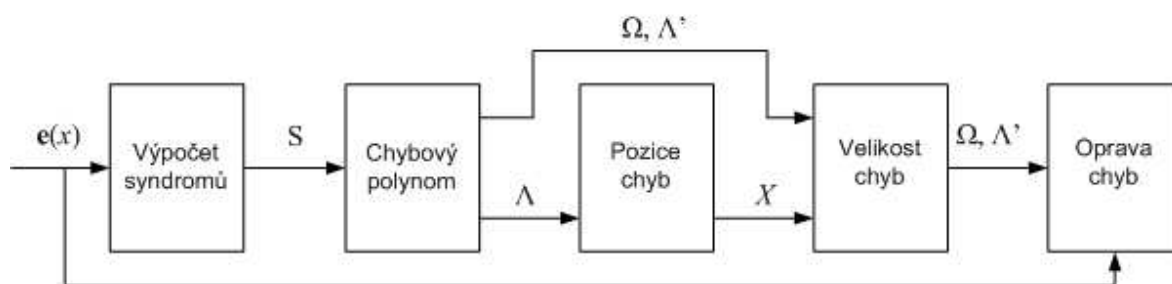 Ω, Λ’
e(x)
Výpočet
syndromů
S
Chybový
polynom
Λ
Pozice
chyb
X
Velikost
chyb
Ω, Λ’
Oprava
chyb